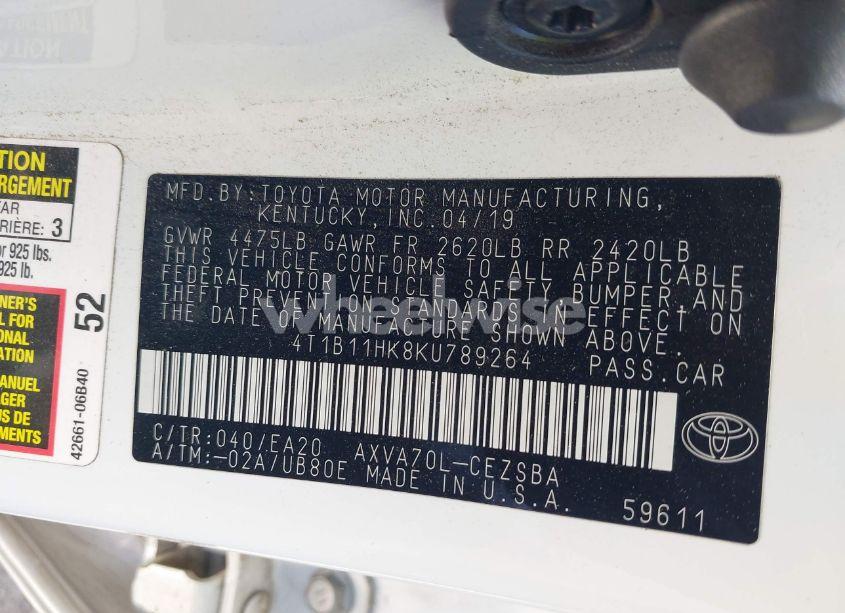 MFD.BY:TOYOTA MOTOR MANUFACTURING,
KENTUCKY,INC.04/19
GVWR 4475LB GAWR FR 2620LB RR 2420LB
THIS VEHICLE CONFORMS TO ALL APPLICABLE
FEDERAL MOTOR VEHICLE SAFETY,BUMPER,AND
THEFT PREVENTION STANDARDS IN EFFECT ON
THE DATE OF MANUFACTURE SHOWN ABOVE.
4T1B11HK8KU789264 PASS.CAR
C/TR:040/EA20 AXVA70L-CEZSBA
A/TM:-02A/UB80E MADE IN U.S.A.
59611
wheelwise
3
925 lbs.
925 lb.
52
42661-06B40